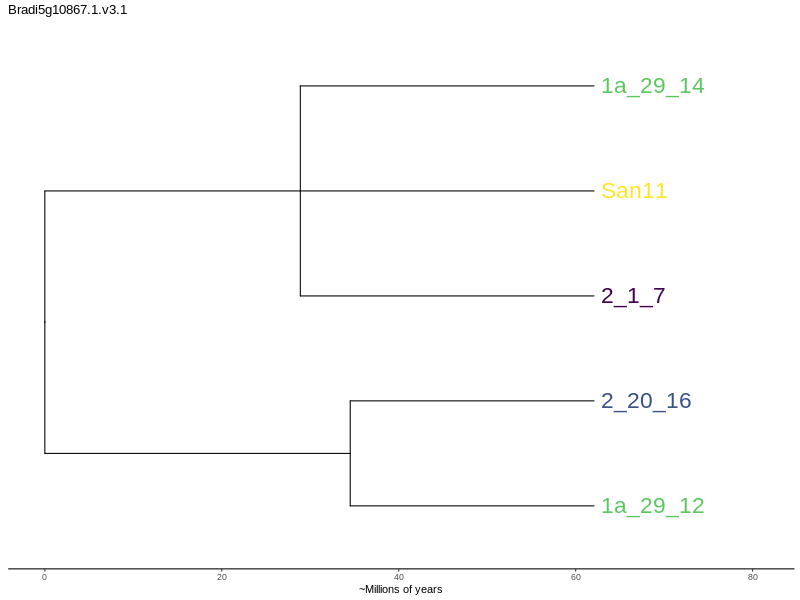 Bradi5g10867.1.v3.1
1a_29_14
San11
2_1_7
2_20_16
1a_29_12
0 20 40 60 80
~Millions of years